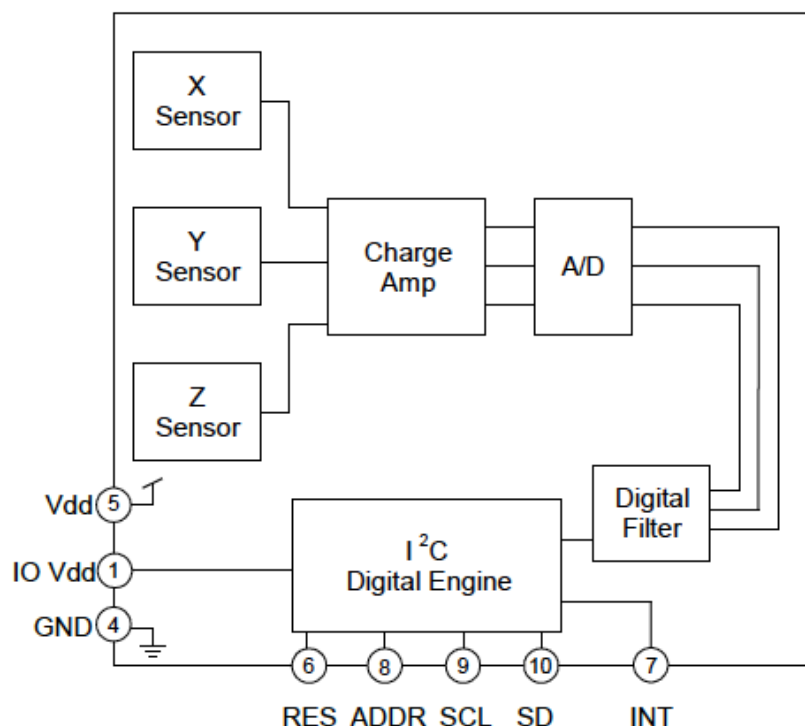 X
Sensor
Y
Sensor
Charge
Amp
A/D
Z
Sensor
Vdd 5
Digital
Filter
I²C
Digital Engine
IO Vdd 1
GND 4
6 8 9 10 7
RES ADDR SCL SD INT